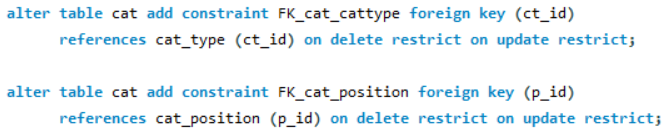 alter table cat add constraint FK_cat_cattype foreign key (ct_id)
references cat_type (ct_id) on delete restrict on update restrict;
alter table cat add constraint FK_cat_position foreign key (p_id)
references cat_position (p_id) on delete restrict on update restrict;